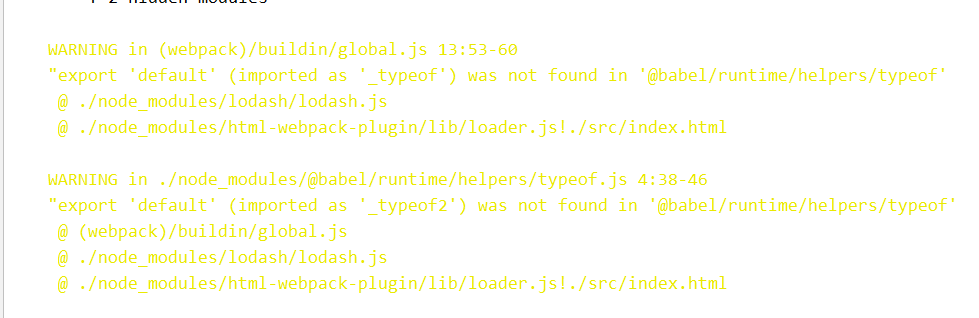 WARNING in (webpack)/buildin/global.js 13:53-60
"export 'default' (imported as '_typeof') was not found in '@babel/runtime/helpers/typeof'
@ ./node_modules/lodash/lodash.js
@ ./node_modules/html-webpack-plugin/lib/loader.js!./src/index.html
WARNING in ./node_modules/@babel/runtime/helpers/typeof.js 4:38-46
"export 'default' (imported as '_typeof2') was not found in '@babel/runtime/helpers/typeof'
@ (webpack)/buildin/global.js
@ ./node_modules/lodash/lodash.js
@ ./node_modules/html-webpack-plugin/lib/loader.js!./src/index.html